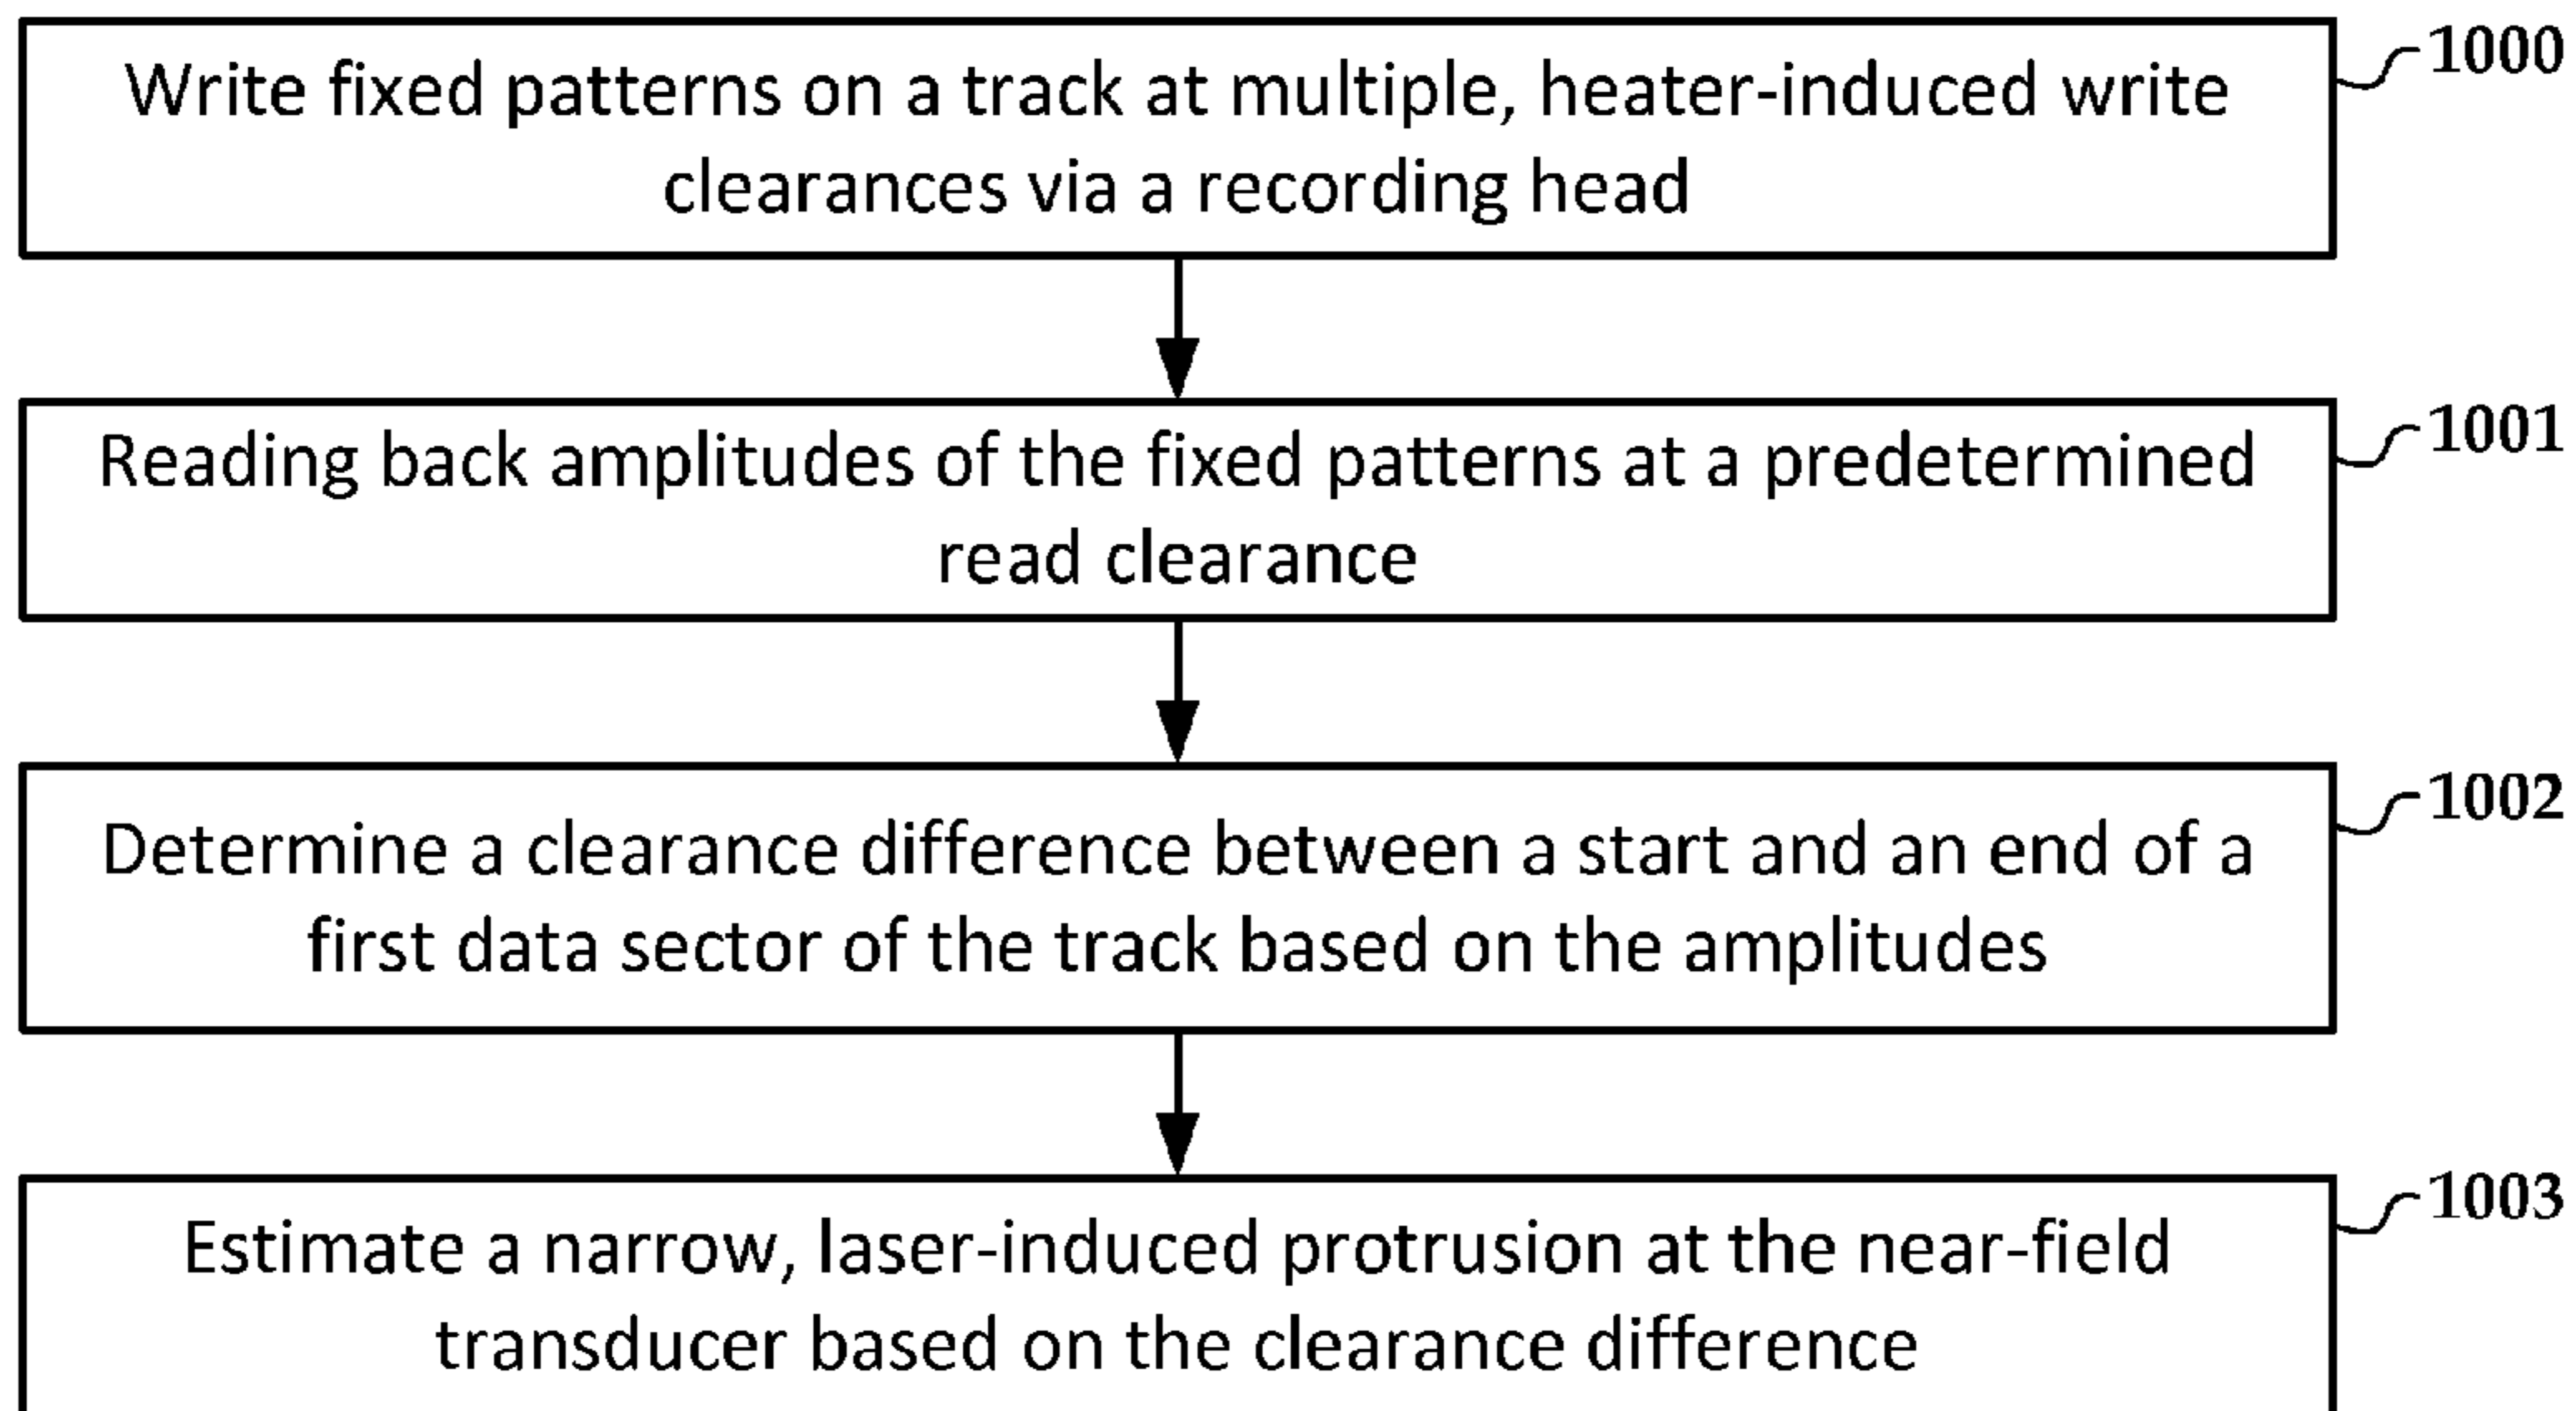 Write fixed patterns on a track at multiple, heater-induced write
clearances via a recording head
1000
Reading back amplitudes of the fixed patterns at a predetermined
read clearance
1001
Determine a clearance difference between a start and an end of a
first data sector of the track based on the amplitudes
1002
Estimate a narrow, laser-induced protrusion at the near-field
transducer based on the clearance difference
1003